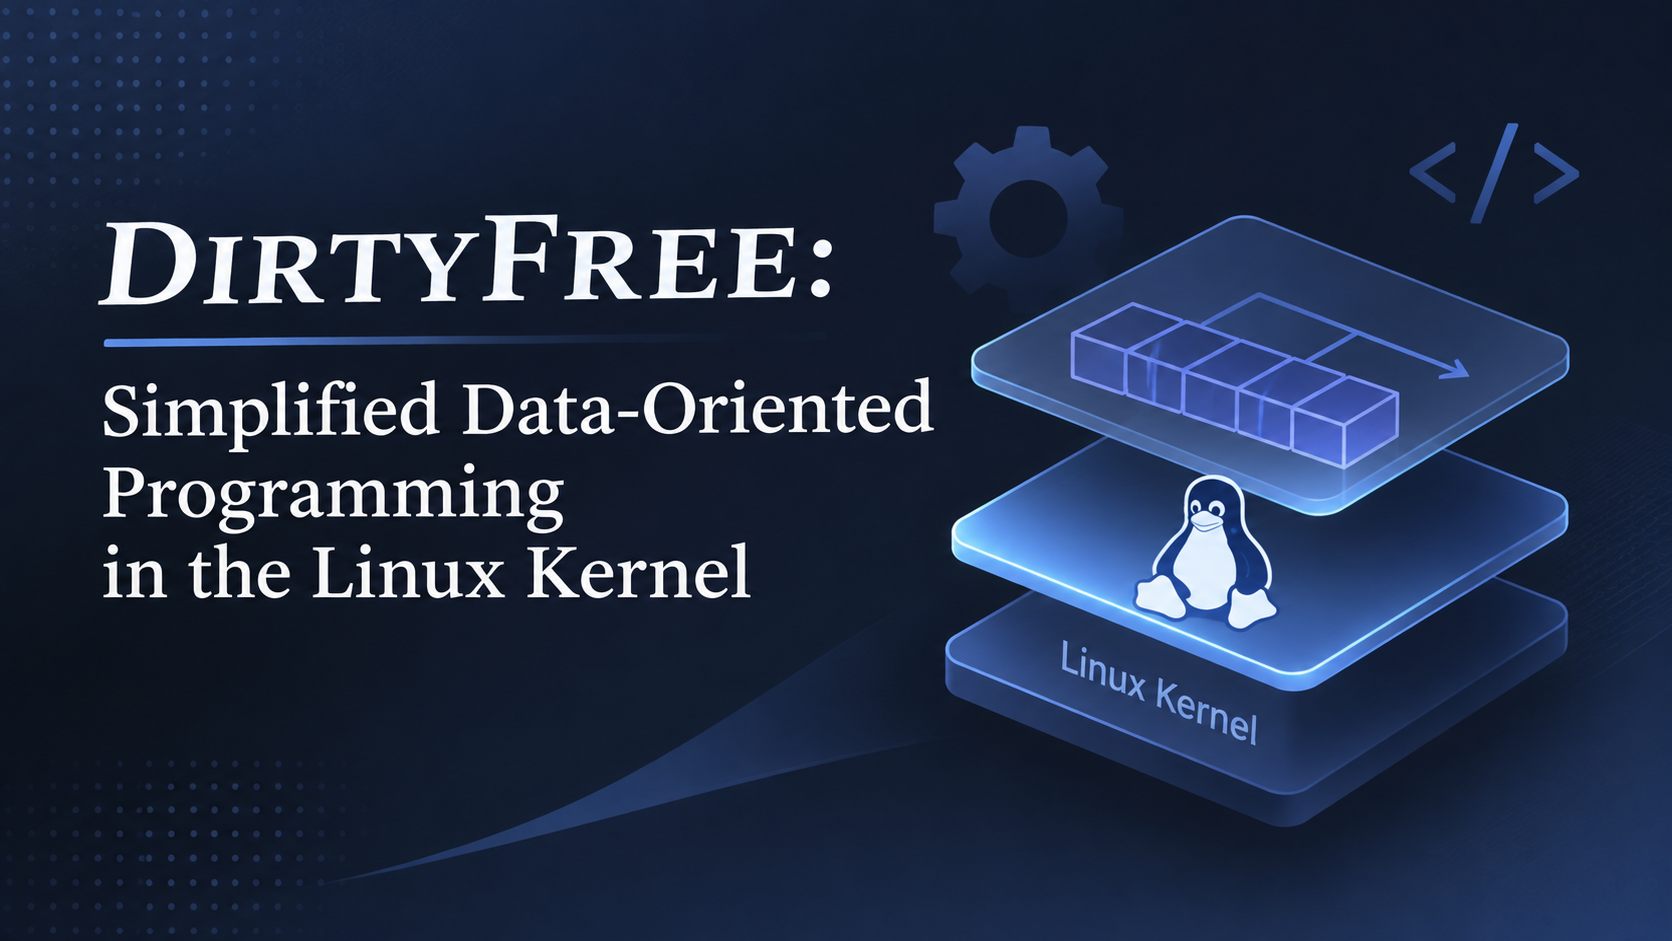 DIRTYFREE:
Simplified Data-Oriented
Programming
in the Linux Kernel
</>
Linux Kernel